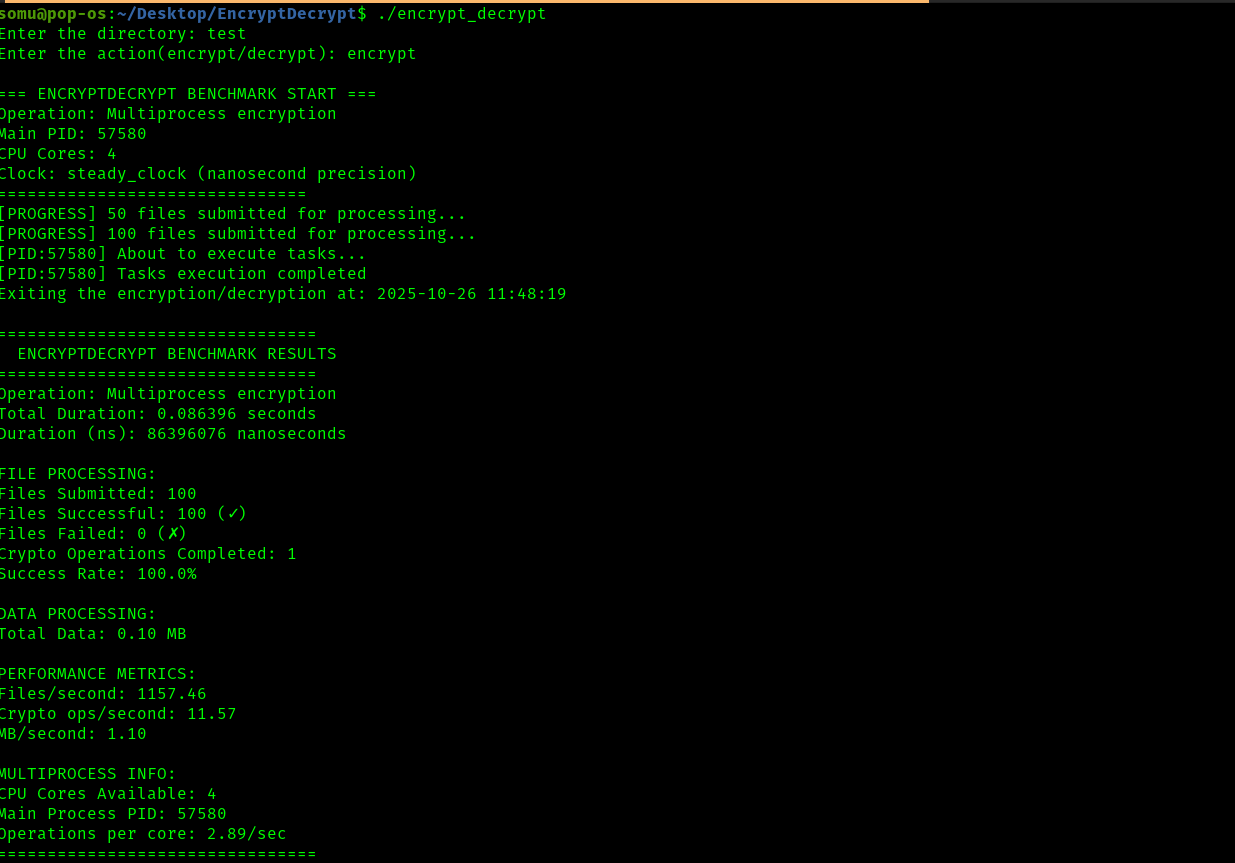 somu@pop-os:~/Desktop/EncryptDecrypt$ ./encrypt_decrypt
Enter the directory: test
Enter the action(encrypt/decrypt): encrypt
=== ENCRYPTDECRYPT BENCHMARK START ===
Operation: Multiprocess encryption
Main PID: 57580
CPU Cores: 4
Clock: steady_clock (nanosecond precision)
===============================
[PROGRESS] 50 files submitted for processing...
[PROGRESS] 100 files submitted for processing...
[PID:57580] About to execute tasks...
[PID:57580] Tasks execution completed
Exiting the encryption/decryption at: 2025-10-26 11:48:19
================================
ENCRYPTDECRYPT BENCHMARK RESULTS
================================
Operation: Multiprocess encryption
Total Duration: 0.086396 seconds
Duration (ns): 86396076 nanoseconds
FILE PROCESSING:
Files Submitted: 100
Files Successful: 100 (✓)
Files Failed: 0 (✗)
Crypto Operations Completed: 1
Success Rate: 100.0%
DATA PROCESSING:
Total Data: 0.10 MB
PERFORMANCE METRICS:
Files/second: 1157.46
Crypto ops/second: 11.57
MB/second: 1.10
MULTIPROCESS INFO:
CPU Cores Available: 4
Main Process PID: 57580
Operations per core: 2.89/sec
================================